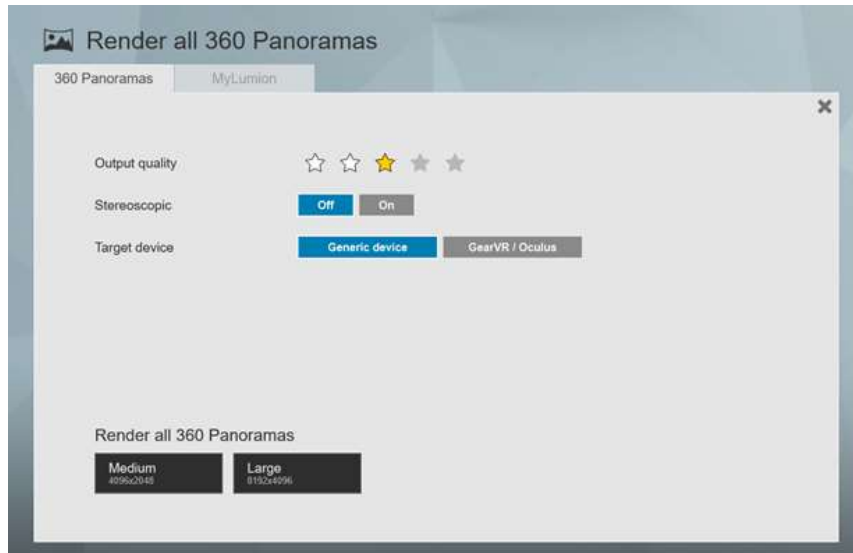 Render all 360 Panoramas
360 Panoramas MyLumion
Output quality
Stereoscopic Off On
Target device Generic device GearVR / Oculus
Render all 360 Panoramas
Medium Large
4096x2048 8192x4096